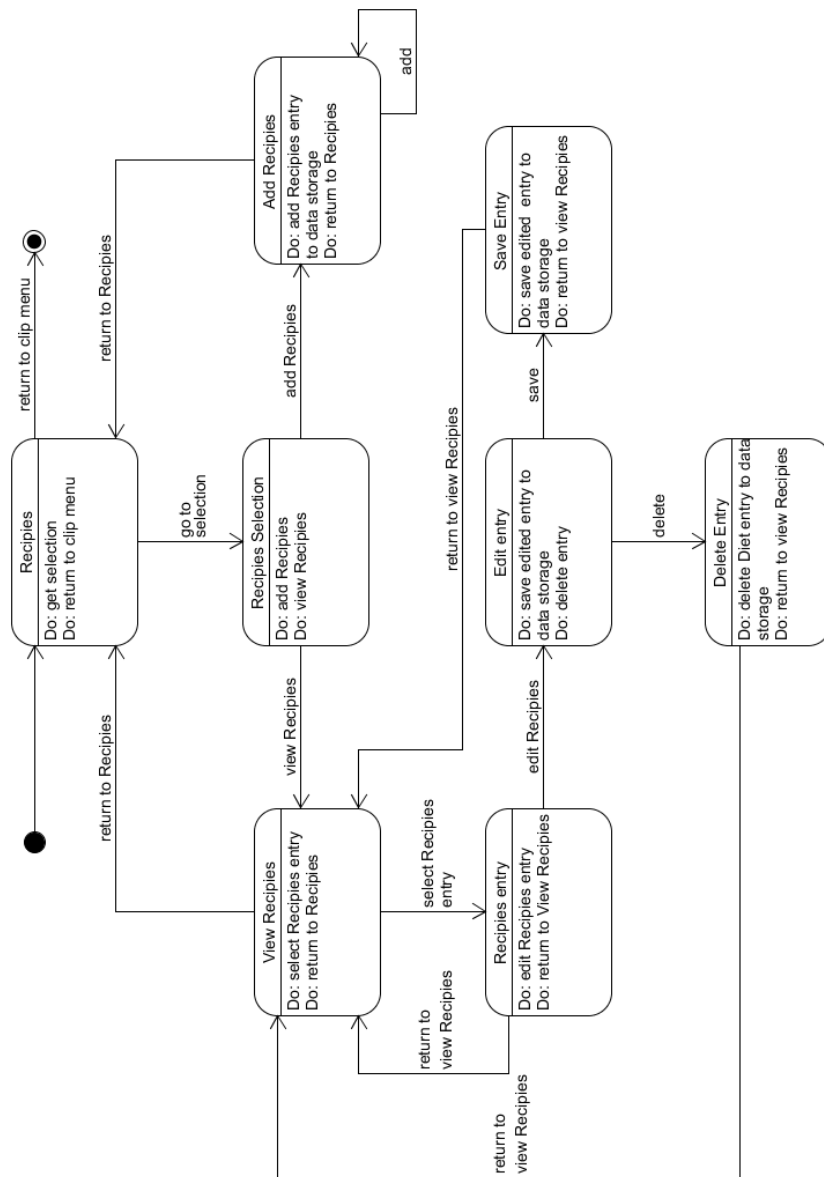 return to clip menu
Recipies
Do: get selection
Do: return to clip menu
return to Recipies
return to Recipies
go to
selection
View Recipies
Do: select Recipies entry
Do: return to Recipies
view Recipies
Recipies Selection
Do: add Recipies
Do: view Recipies
add Recipies
Add Recipies
Do: add Recipies entry
to data storage
Do: return to Recipies
add
return to
view Recipies
select Recipies
entry
return to view Recipies
Recipies entry
Do: edit Recipies entry
Do: return to View Recipies
edit Recipies
Edit entry
Do: save edited entry to
data storage
Do: delete entry
save
Save Entry
Do: save edited  entry to
data storage
Do: return to view Recipies
return to
view Recipies
delete
Delete Entry
Do: delete Diet entry to data
storage
Do: return to view Recipies